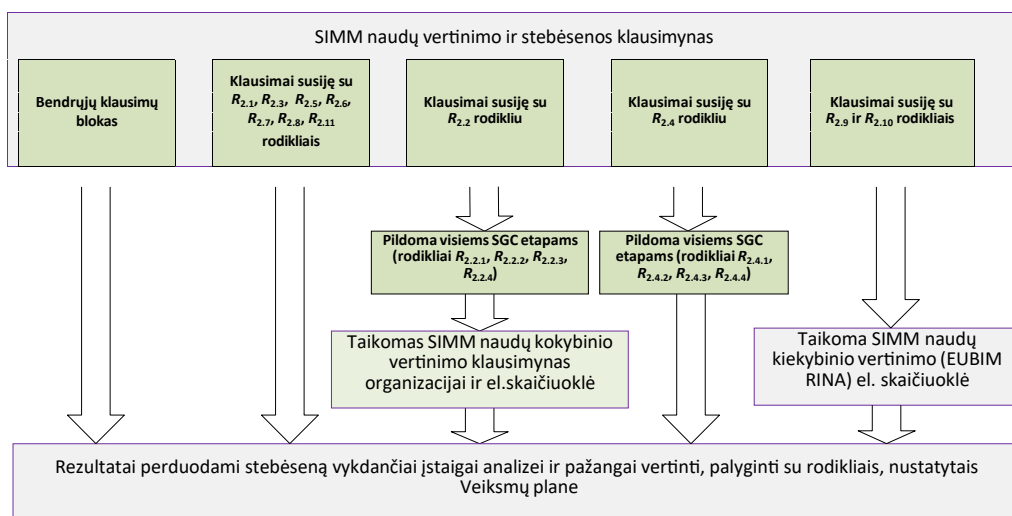 SIMM naudų vertinimo ir stebėsenos klausimynas
Bendrųjų klausimų
blokas
Klausimai susiję su
R2.1, R2.3, R2.5, R2.6,
R2.7, R2.8, R2.11
rodikliais
Klausimai susiję su
R2.2 rodikliu
Klausimai susiję su
R2.4 rodikliu
Klausimai susiję su
R2.9 ir R2.10 rodikliais
Pildoma visiems SGC etapams
(rodikliai R2.2.1, R2.2.2, R2.2.3,
R2.2.4)
Pildoma visiems SGC
etapams (rodikliai R2.4.1,
R2.4.2, R2.4.3, R2.4.4)
Taikomas SIMM naudų kokybinio
vertinimo klausimynas
organizacijai ir el.skaičiuoklė
Taikoma SIMM naudų
kiekybinio vertinimo (EUBIM
RINA) el. skaičiuoklė
Rezultatai perduodami stebėseną vykdančiai įstaigai analizei ir pažangai vertinti, palyginti su rodikliais, nustatytais
Veiksmų plane